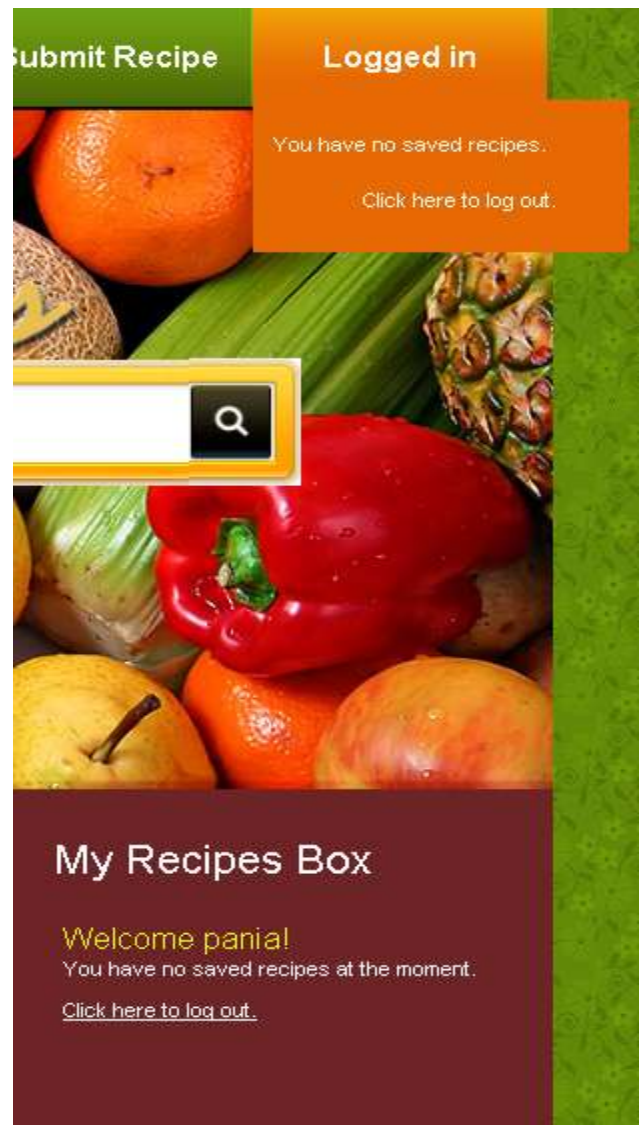 Submit Recipe
Logged in
You have no saved recipes.
Click here to log out.
My Recipes Box
Welcome pania!
You have no saved recipes at the moment.
Click here to log out.